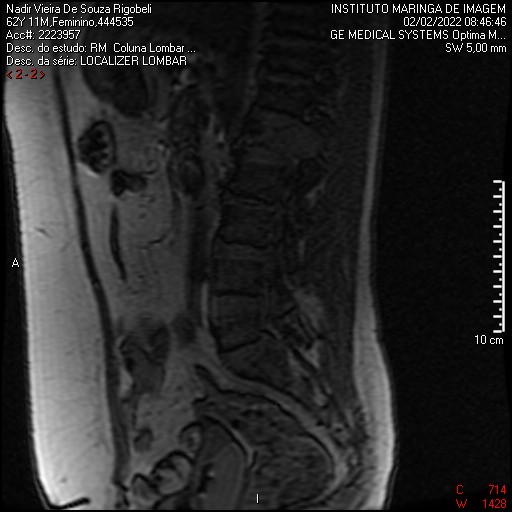 Nadir Vieira De Souza Rigobeli
62Y 11M,Feminino,444535
Acc#: 2223957
Desc. do estudo: RM  Coluna Lombar ...
Desc. da série: LOCALIZER LOMBAR
<2-2>
INSTITUTO MARINGA DE IMAGEM
02/02/2022 08:46:46
GE MEDICAL SYSTEMS Optima M...
SW 5,00 mm
A
10 cm
I
C 714
W 1428